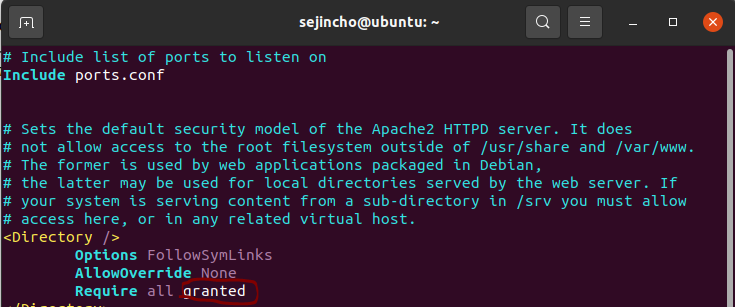 sejincho@ubuntu: ~
# Include list of ports to listen on
Include ports.conf
# Sets the default security model of the Apache2 HTTPD server. It does
# not allow access to the root filesystem outside of /usr/share and /var/www.
# The former is used by web applications packaged in Debian,
# the latter may be used for local directories served by the web server. If
# your system is serving content from a sub-directory in /srv you must allow
# access here, or in any related virtual host.
<Directory />
Options FollowSymLinks
AllowOverride None
Require all granted
</Directory>